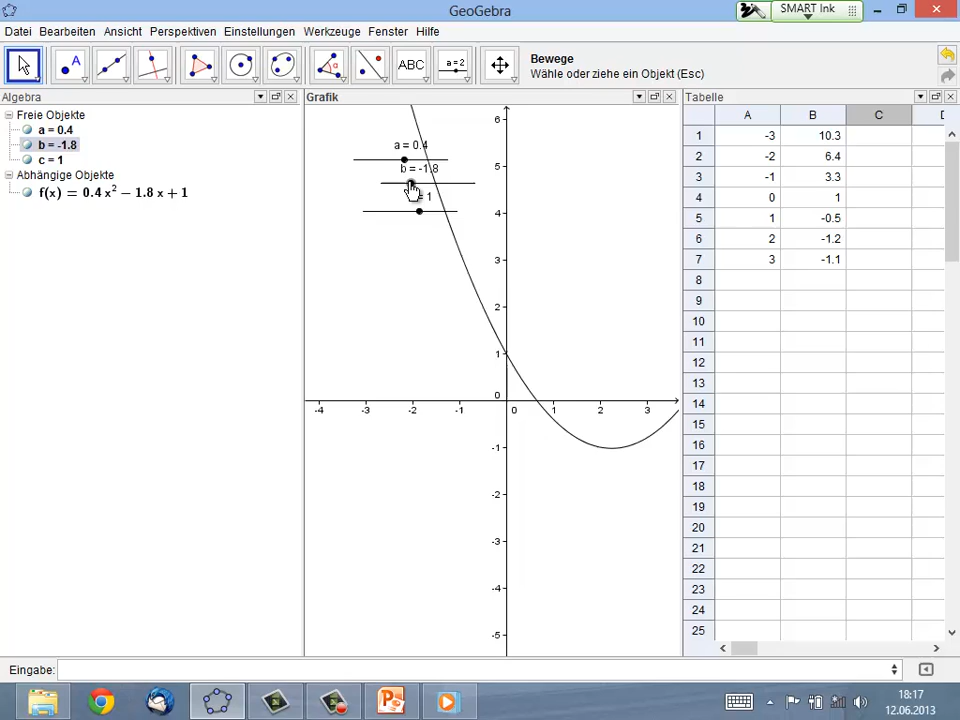 GeoGebra
SMART Ink
Datei Bearbeiten Ansicht Perspektiven Einstellungen Werkzeuge Fenster Hilfe
A
ABC
a = 2
Bewege
Wähle oder ziehe ein Objekt (Esc)
Algebra
Freie Objekte
a = 0.4
b = -1.8
c = 1
Abhängige Objekte
f(x) = 0.4 x² − 1.8 x + 1
Grafik
a = 0.4
b = -1.8
= 1
6
5
4
3
2
1
0
-1
-2
-3
-4
-5
-4 -3 -2 -1 0 1 2 3
Tabelle
A B C D
1 -3 10.3
2 -2 6.4
3 -1 3.3
4 0 1
5 1 -0.5
6 2 -1.2
7 3 -1.1
8
9
10
11
12
13
14
15
16
17
18
19
20
21
22
23
24
25
Eingabe:
18:17
12.06.2013